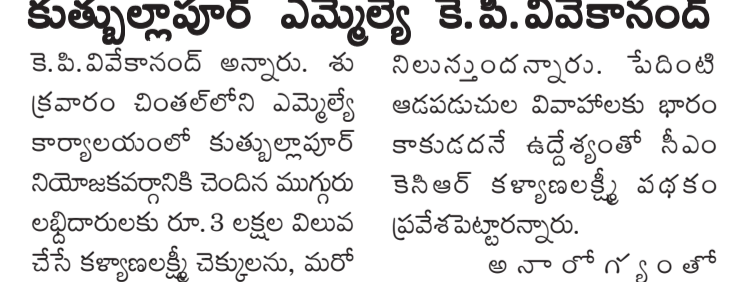 కుత్బుల్లాపూర్ ఎమ్మెల్యే కె.పి.వివేకానంద్
కె.పి.వివేకానంద్ అన్నారు. శు
క్రవారం చింతల్‌లోని ఎమ్మెల్యే
కార్యాలయంలో కుత్బుల్లాపూర్
నియోజకవర్గానికి చెందిన ముగ్గురు
లబ్దిదారులకు రూ.3 లక్షల విలువ
చేసే కళ్యాణలక్ష్మీ చెక్కులను, మరో
నిలుస్తుందన్నారు. పేదింటి
ఆడపడుచుల వివాహాలకు భారం
కాకుడదనే ఉద్దేశ్యంతో సీఎం
కెసిఆర్ కళ్యాణలక్ష్మీ పథకం
ప్రవేశపెట్టారన్నారు.
అనారోగ్యంతో